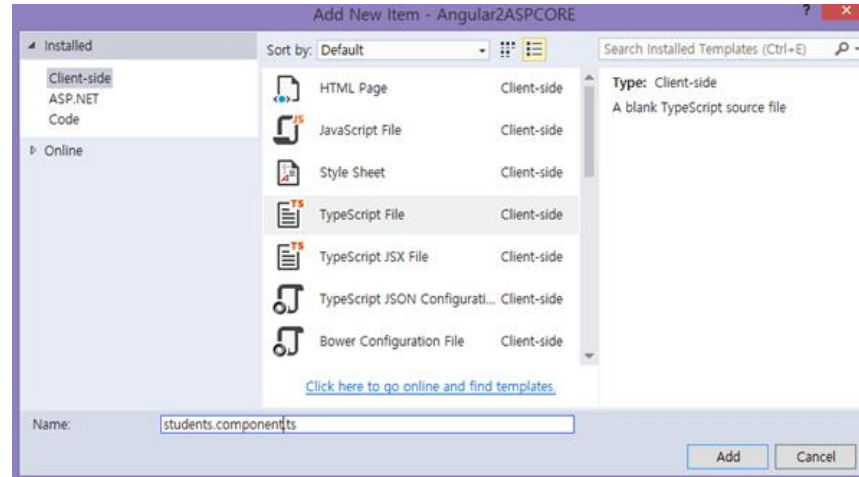 Add New Item - Angular2ASPCORE
?
Installed
Client-side
ASP.NET
Code
Online
Sort by: Default
Search Installed Templates (Ctrl+E)
HTML Page Client-side
JS
JavaScript File Client-side
Style Sheet Client-side
TS
TypeScript File Client-side
TS
TypeScript JSX File Client-side
TypeScript JSON Configurati... Client-side
Bower Configuration File Client-side
Click here to go online and find templates.
Type: Client-side
A blank TypeScript source file
Name: students.component.ts
Add Cancel